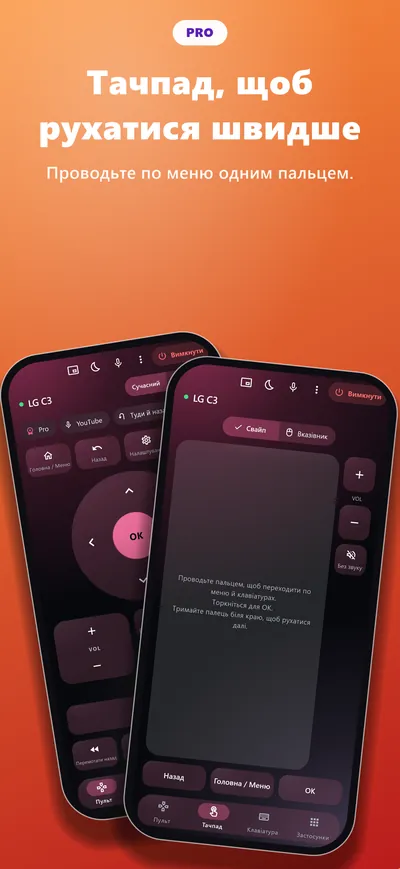 PRO
Тачпад, щоб
рухатися швидше
Проводьте по меню одним пальцем.
Вимкнути
Сучасний
LG C3
Pro
YouTube
Туди й наза
Головна / Меню
Назад
Налаштуван
OK
+
VOL
−
Перемотати назад
Пульт
Вимкнути
LG C3
Свайп
Вказівник
+
VOL
−
Без звуку
Проводьте пальцем, щоб переходити по
меню й клавіатурах.
Торкніться для OK.
Тримайте палець біля краю, щоб рухатися
далі.
Назад
Головна / Меню
OK
Пульт
Тачпад
Клавіатура
Застосунки